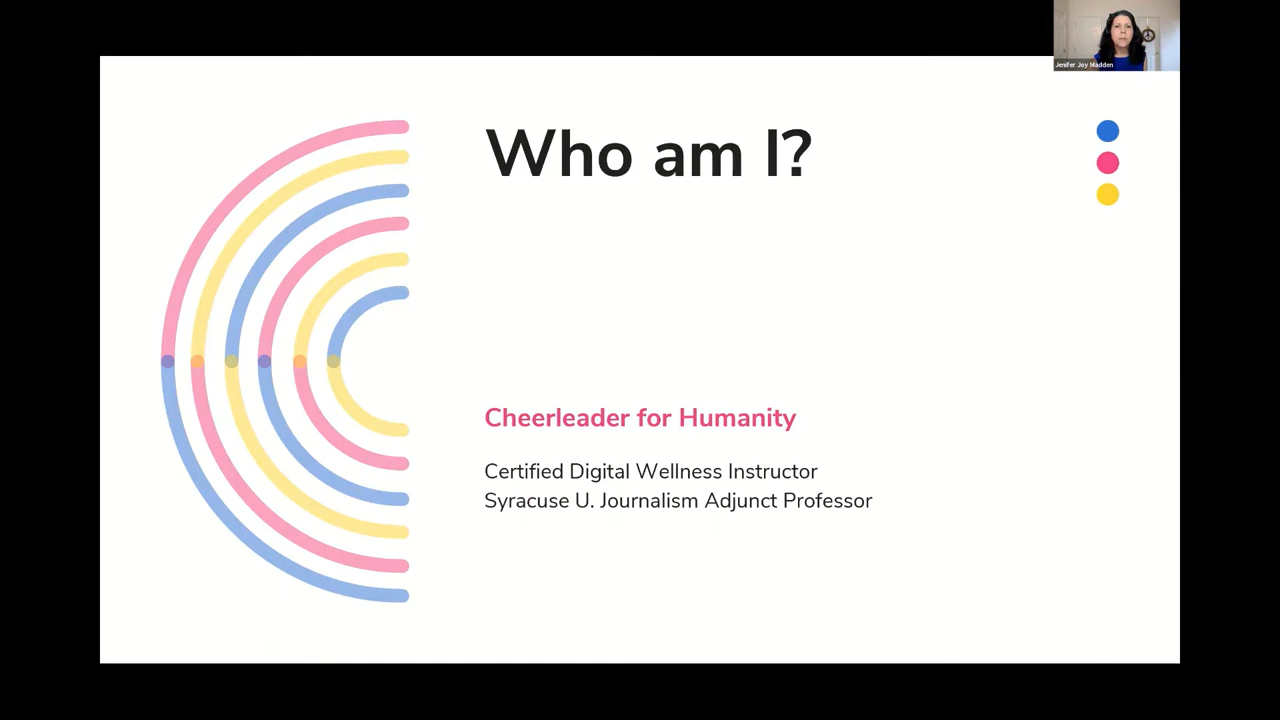 Jenifer Joy Madden
Who am I?
Cheerleader for Humanity
Certified Digital Wellness Instructor
Syracuse U. Journalism Adjunct Professor